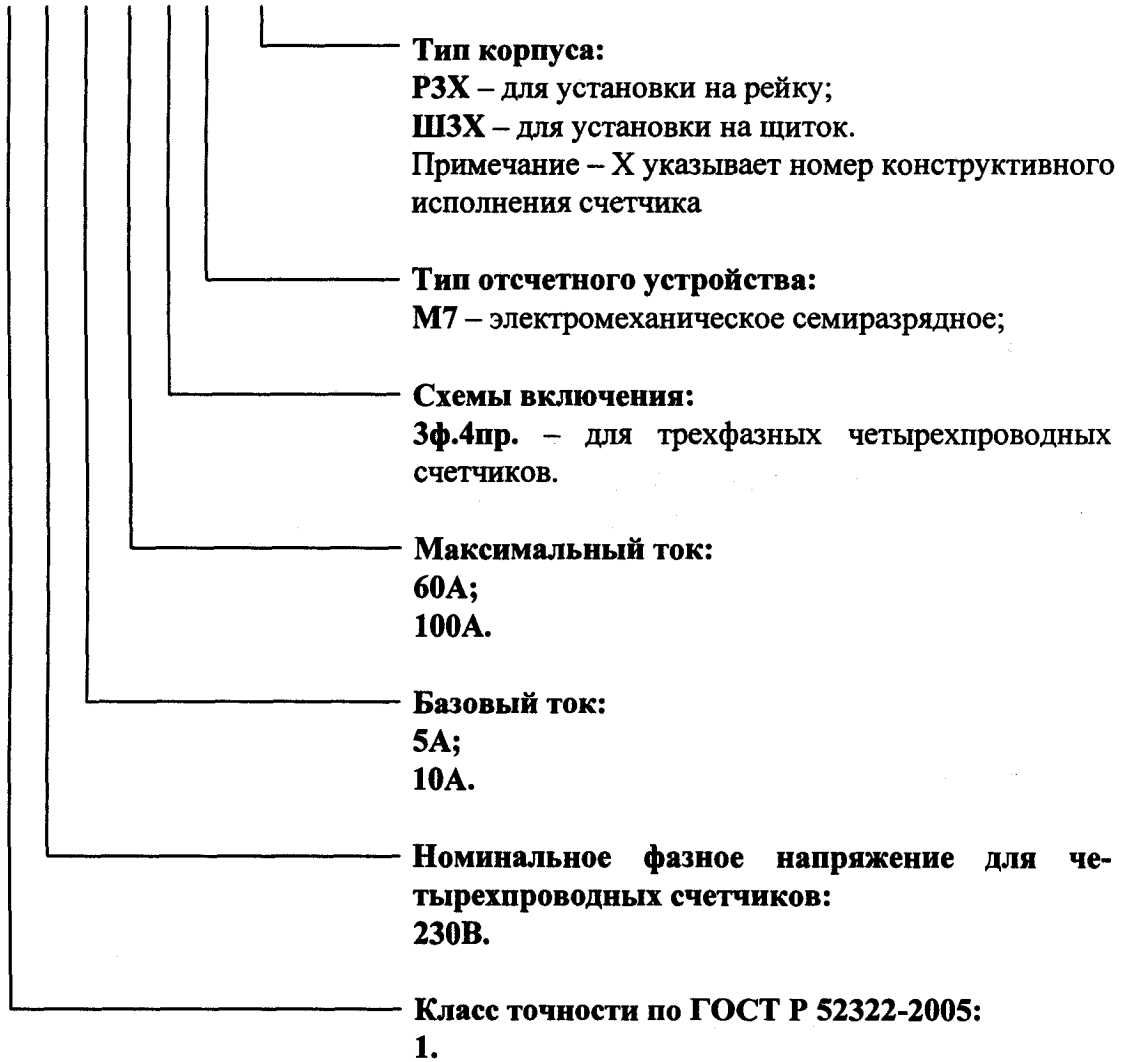 Тип корпуса:
Р3Х – для установки на рейку;
Ш3Х – для установки на щиток.
Примечание – Х указывает номер конструктивного
исполнения счетчика
Тип отсчетного устройства:
М7 – электромеханическое семиразрядное;
Схемы включения:
3ф.4пр. – для трехфазных четырехпроводных
счетчиков.
Максимальный ток:
60А;
100А.
Базовый ток:
5А;
10А.
Номинальное фазное напряжение для че-
тырехпроводных счетчиков:
230В.
Класс точности по ГОСТ Р 52322-2005:
1.